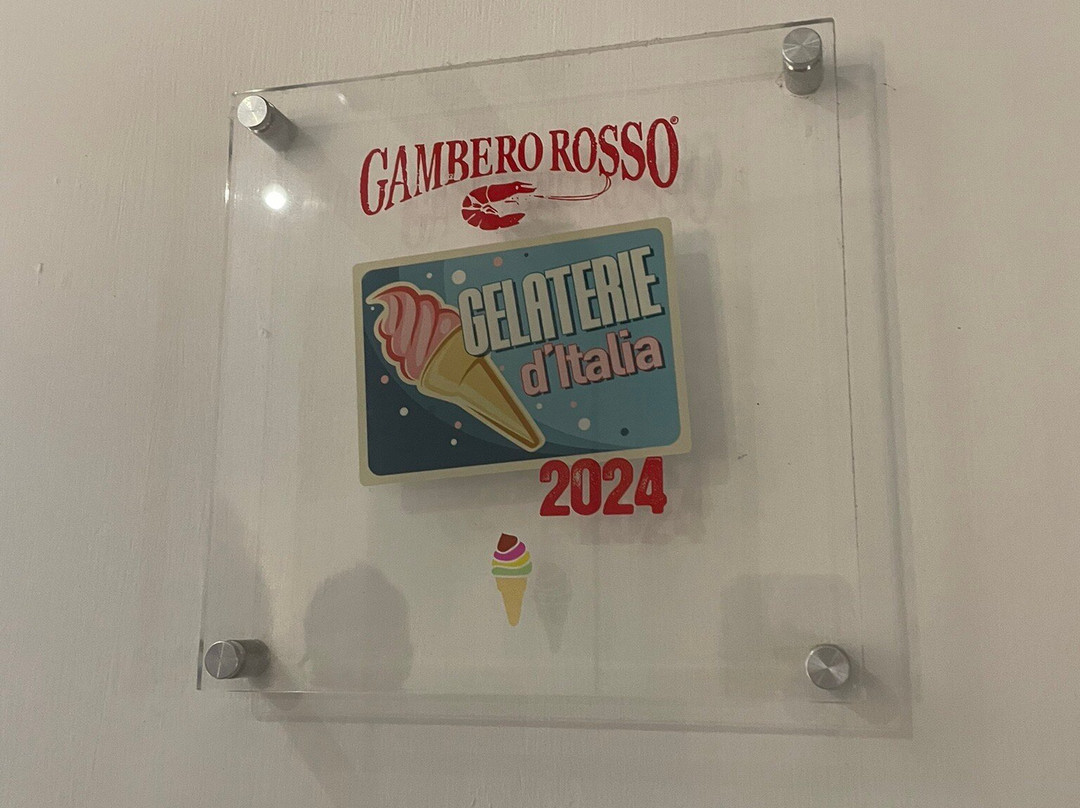 GAMBERO ROSSO®
GELATERIE
d'Italia
2024